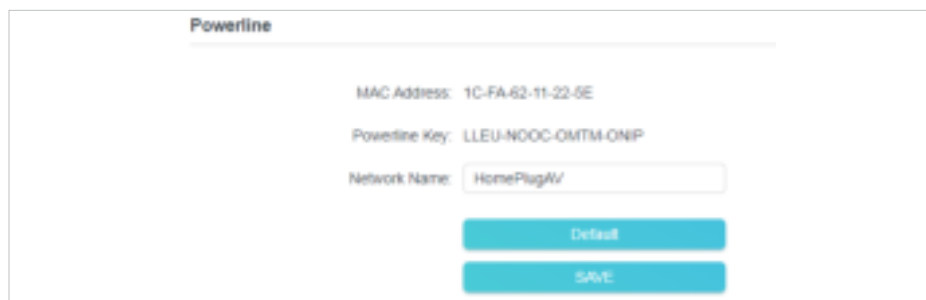 Powerline
MAC Address: 1C-FA-62-11-22-5E
Powerline Key: LLEU-NOOC-OMTM-ONIP
Network Name: HomePlugAV
Default
SAVE